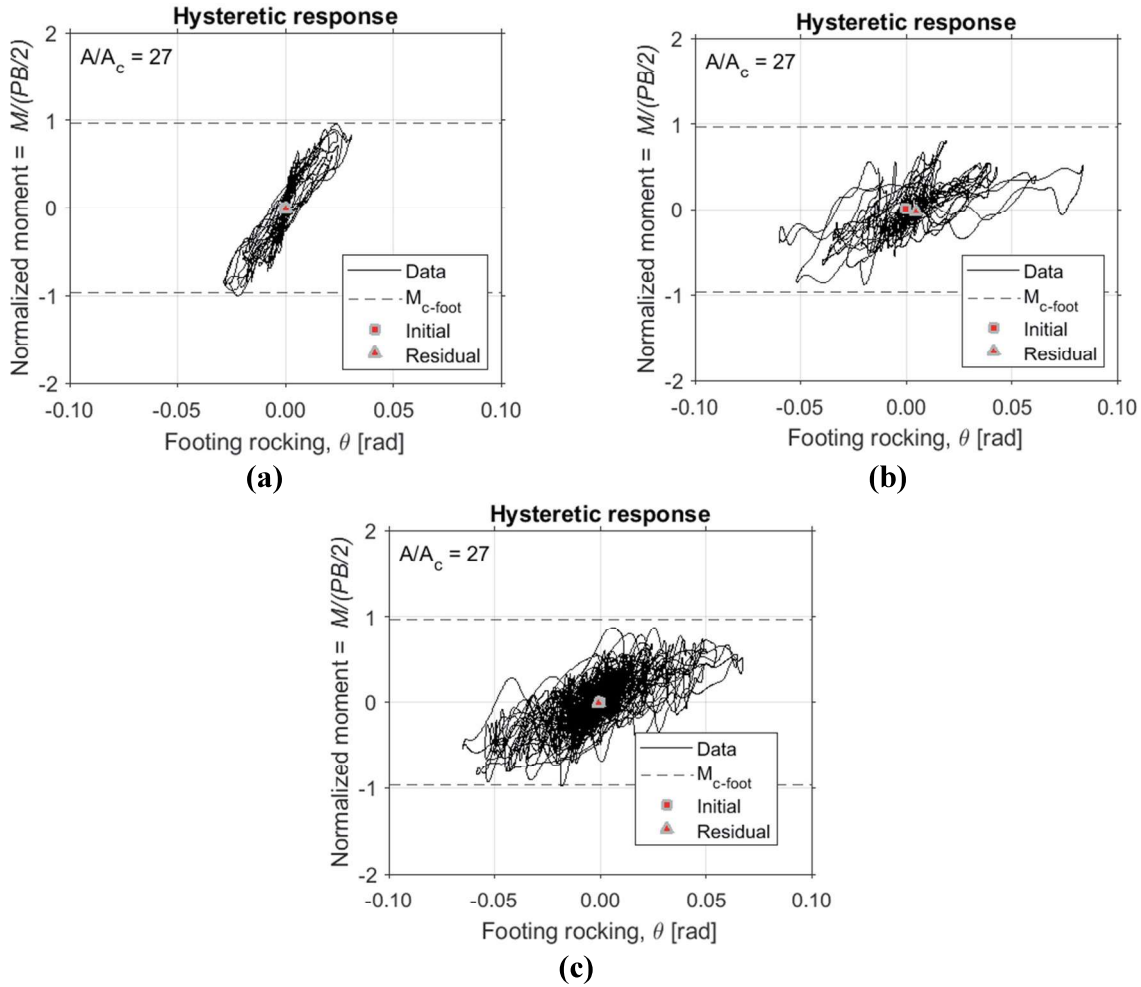 Hysteretic response
A/Ac = 27
Normalized moment = M/(PB/2)
2
1
0
-1
-2
Data
Mc-foot
Initial
Residual
-0.10
-0.05
0.00
0.05
0.10
Footing rocking, θ [rad]
(a)
Hysteretic response
A/Ac = 27
Normalized moment = M/(PB/2)
2
1
0
-1
-2
Data
Mc-foot
Initial
Residual
-0.10
-0.05
0.00
0.05
0.10
Footing rocking, θ [rad]
(b)
Hysteretic response
A/Ac = 27
Normalized moment = M/(PB/2)
2
1
0
-1
-2
Data
Mc-foot
Initial
Residual
-0.10
-0.05
0.00
0.05
0.10
Footing rocking, θ [rad]
(c)